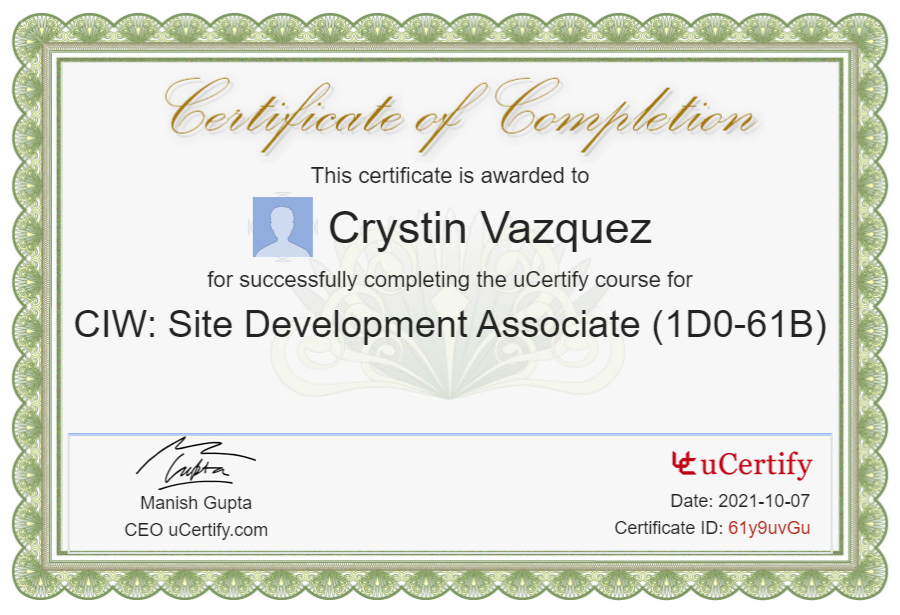 Certificate of Completion
This certificate is awarded to
Crystin Vazquez
for successfully completing the uCertify course for
CIW: Site Development Associate (1D0-61B)
Gupta
Manish Gupta
CEO uCertify.com
uc uCertify
Date: 2021-10-07
Certificate ID: 61y9uvGu